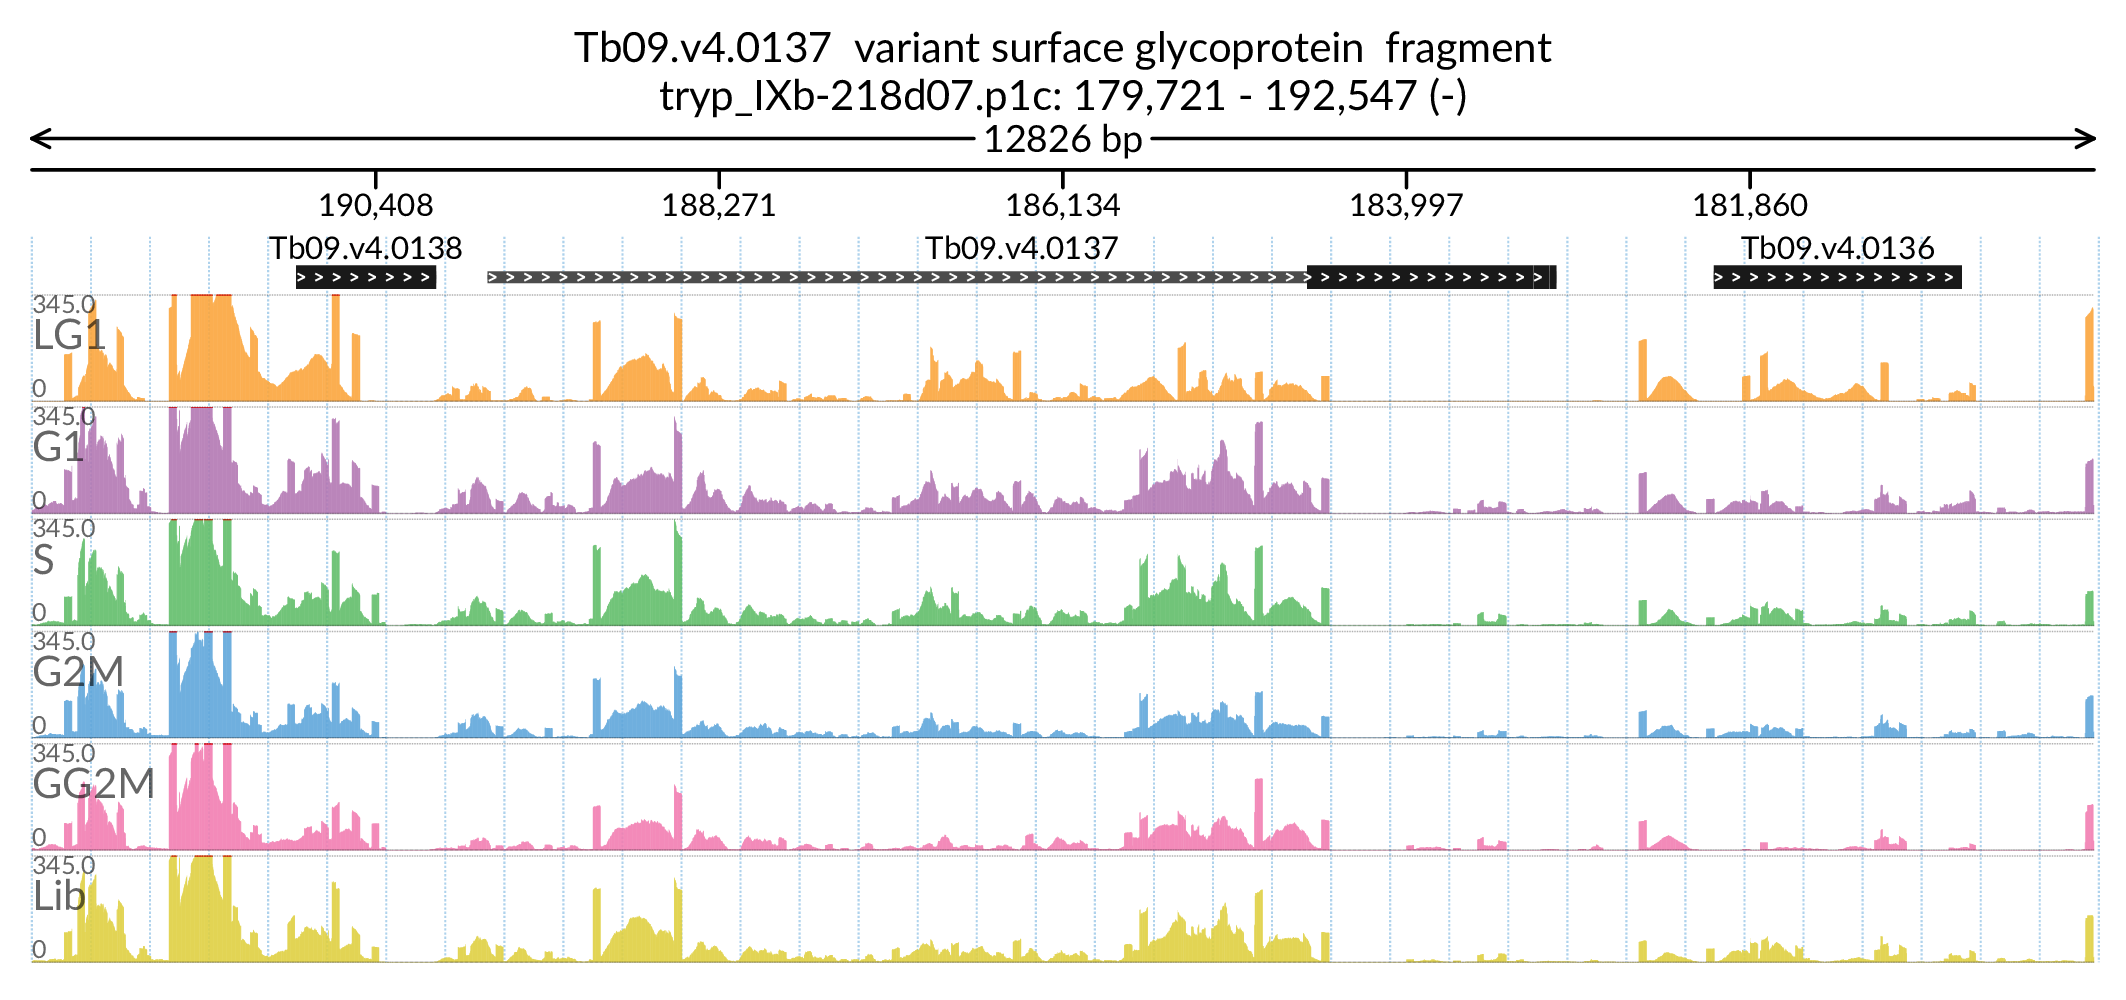 Tb09.v4.0137 variant surface glycoprotein fragment
tryp_IXb-218d07.p1c: 179,721 - 192,547 (-)
12826 bp
190,408 188,271 186,134 183,997 181,860
Tb09.v4.0138 Tb09.v4.0137 Tb09.v4.0136
345.0
LG1
0
345.0
G1
0
345.0
S
0
345.0
G2M
0
345.0
GG2M
0
345.0
Lib
0